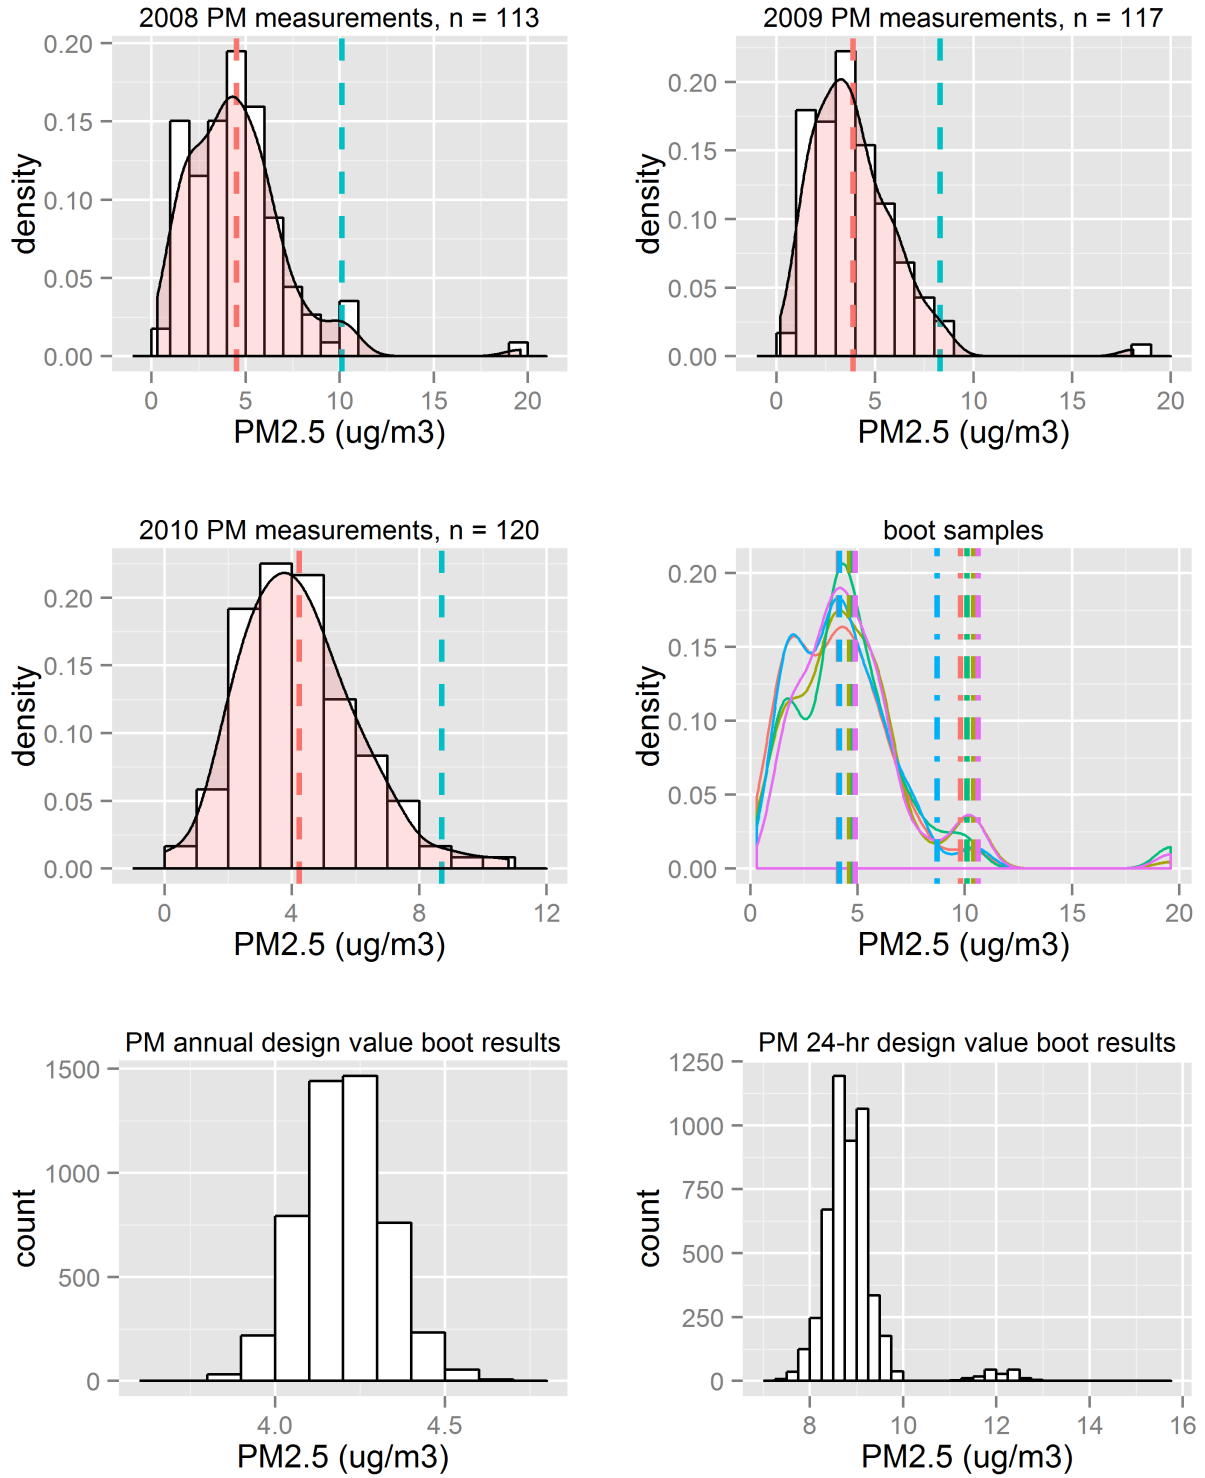 2008 PM measurements, n = 113
0.20
0.15
0.10
0.05
0.00
density
0 5 10 15 20
PM2.5 (ug/m3)
2009 PM measurements, n = 117
0.20
0.15
0.10
0.05
0.00
density
0 5 10 15 20
PM2.5 (ug/m3)
2010 PM measurements, n = 120
0.20
0.15
0.10
0.05
0.00
density
0 4 8 12
PM2.5 (ug/m3)
boot samples
0.20
0.15
0.10
0.05
0.00
density
0 5 10 15 20
PM2.5 (ug/m3)
PM annual design value boot results
1500
1000
500
0
count
4.0 4.5
PM2.5 (ug/m3)
PM 24-hr design value boot results
1250
1000
750
500
250
0
count
8 10 12 14 16
PM2.5 (ug/m3)